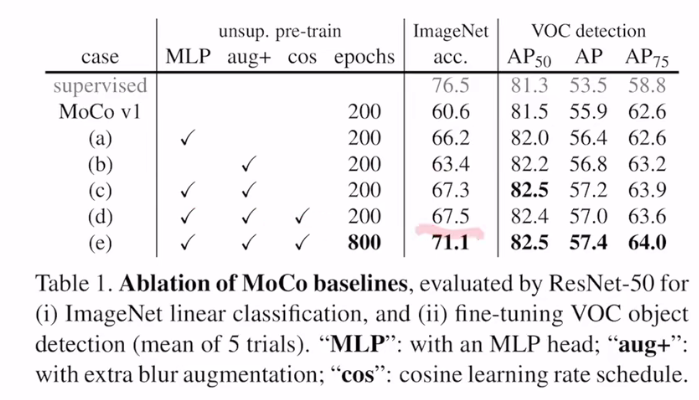 unsup. pre-train ImageNet VOC detection
case MLP aug+ cos epochs acc. AP50 AP AP75
supervised 76.5 81.3 53.5 58.8
MoCo v1 200 60.6 81.5 55.9 62.6
(a) ✓ 200 66.2 82.0 56.4 62.6
(b) ✓ 200 63.4 82.2 56.8 63.2
(c) ✓ ✓ 200 67.3 82.5 57.2 63.9
(d) ✓ ✓ ✓ 200 67.5 82.4 57.0 63.6
(e) ✓ ✓ ✓ 800 71.1 82.5 57.4 64.0
Table 1. Ablation of MoCo baselines, evaluated by ResNet-50 for
(i) ImageNet linear classification, and (ii) fine-tuning VOC object
detection (mean of 5 trials). “MLP”: with an MLP head; “aug+”:
with extra blur augmentation; “cos”: cosine learning rate schedule.